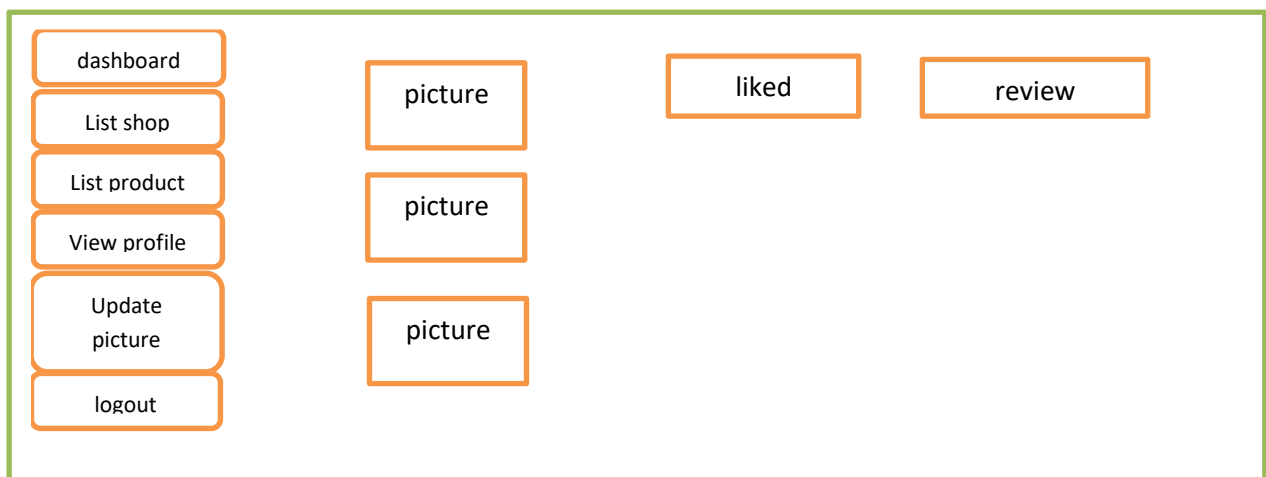 dashboard
List shop
List product
View profile
Update
picture
logout
picture
picture
picture
liked
review